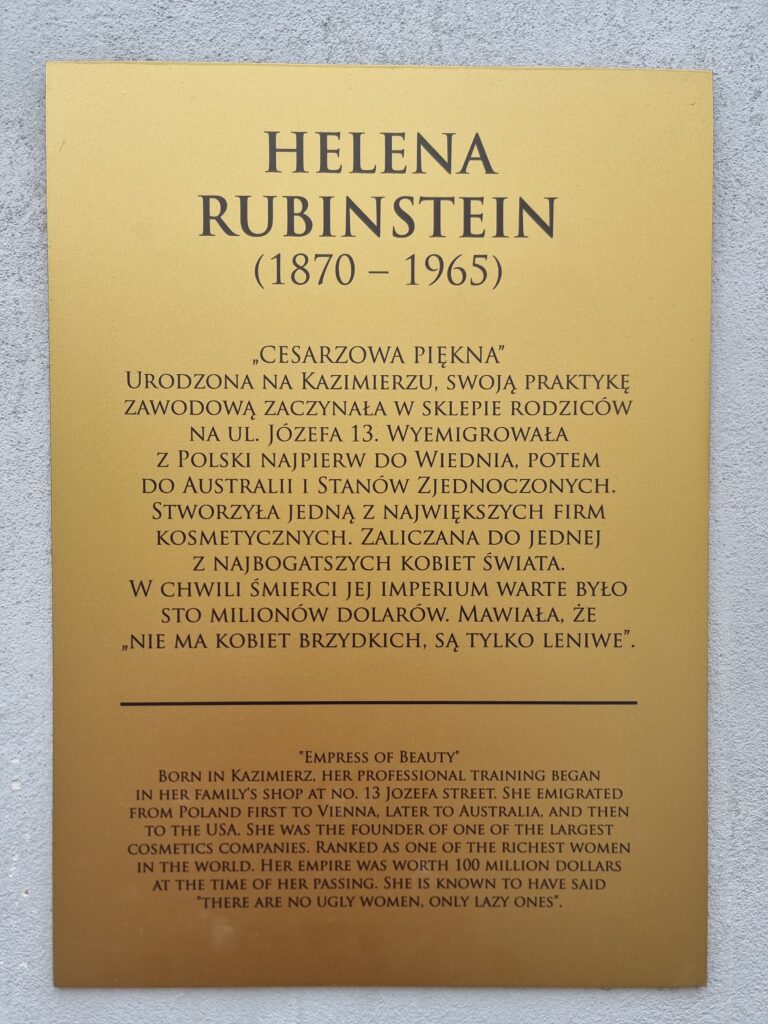 HELENA
RUBINSTEIN
(1870 – 1965)
„CESARZOWA PIĘKNA”
URODZONA NA KAZIMIERZU, SWOJĄ PRAKTYKĘ
ZAWODOWĄ ZACZYNAŁA W SKLEPIE RODZICÓW
NA UL. JÓZEFA 13. WYEMIGROWAŁA
Z POLSKI NAJPIERW DO WIEDNIA, POTEM
DO AUSTRALII I STANÓW ZJEDNOCZONYCH.
STWORZYŁA JEDNĄ Z NAJWIĘKSZYCH FIRM
KOSMETYCZNYCH. ZALICZANA DO JEDNEJ
Z NAJBOGATSZYCH KOBIET ŚWIATA.
W CHWILI ŚMIERCI JEJ IMPERIUM WARTE BYŁO
STO MILIONÓW DOLARÓW. MAWIAŁA, ŻE
„NIE MA KOBIET BRZYDKICH, SĄ TYLKO LENIWE”.
"EMPRESS OF BEAUTY"
BORN IN KAZIMIERZ, HER PROFESSIONAL TRAINING BEGAN
IN HER FAMILY'S SHOP AT NO. 13 JOZEFA STREET. SHE EMIGRATED
FROM POLAND FIRST TO VIENNA, LATER TO AUSTRALIA, AND THEN
TO THE USA. SHE WAS THE FOUNDER OF ONE OF THE LARGEST
COSMETICS COMPANIES. RANKED AS ONE OF THE RICHEST WOMEN
IN THE WORLD. HER EMPIRE WAS WORTH 100 MILLION DOLLARS
AT THE TIME OF HER PASSING. SHE IS KNOWN TO HAVE SAID
"THERE ARE NO UGLY WOMEN, ONLY LAZY ONES".